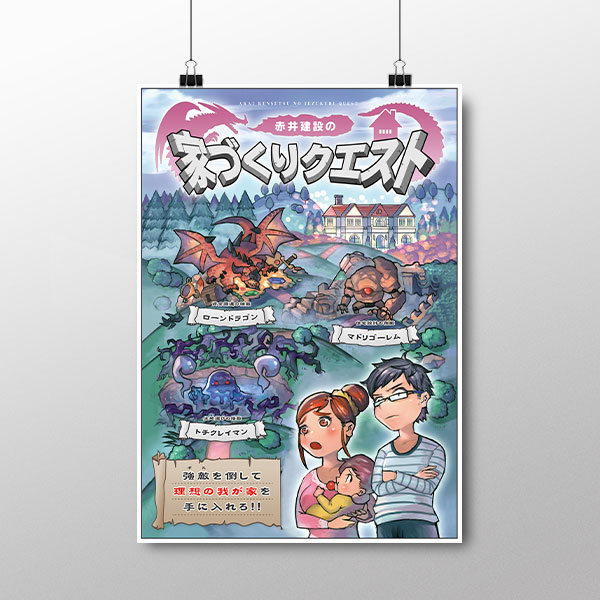 AKAI KENSETSU NO IEZUKURI QUEST
赤井建設の
家づくりクエスト
ローンドラゴン
マドリゴーレム
トチクレイマン
強敵を倒して
理想の我が家を
手に入れろ!!